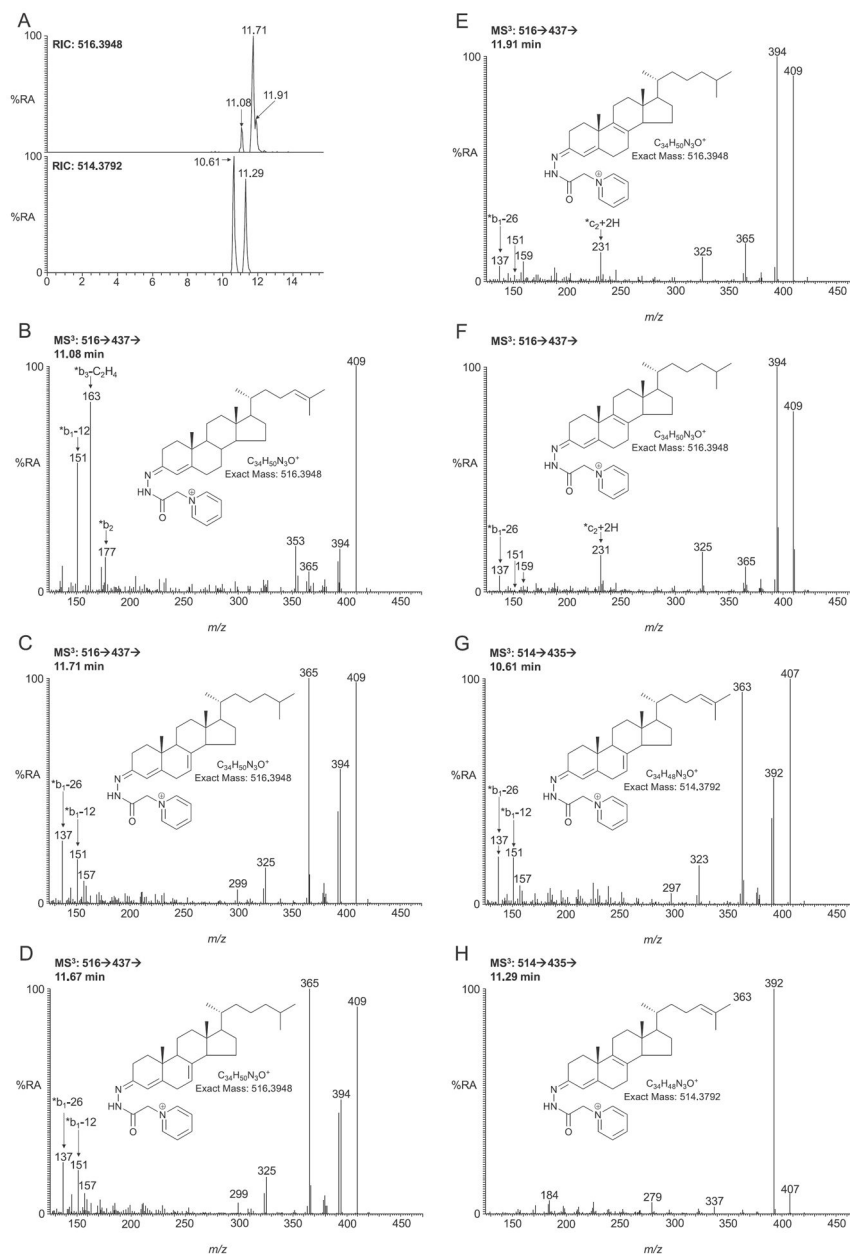 A
RIC: 516.3948
100
%RA
0
11.71
11.08
11.91
RIC: 514.3792
100
%RA
0
10.61
11.29
0 2 4 6 8 10 12 14
B
MS³: 516→437→
11.08 min
100
%RA
0
*b₃-C₂H₄
163
*b₁-12
151
*b₂
177
353
365
394
409
N
HN
O
N
⊕
C₃₄H₅₀N₃O⁺
Exact Mass: 516.3948
150 200 250 300 350 400 450
m/z
C
MS³: 516→437→
11.71 min
100
%RA
0
*b₁-26
137
*b₁-12
151
157
299
325
365
394
409
N
HN
O
N
⊕
C₃₄H₅₀N₃O⁺
Exact Mass: 516.3948
150 200 250 300 350 400 450
m/z
D
MS³: 516→437→
11.67 min
100
%RA
0
*b₁-26
137
*b₁-12
151
157
299
325
365
394
409
N
HN
O
N
⊕
C₃₄H₅₀N₃O⁺
Exact Mass: 516.3948
150 200 250 300 350 400 450
m/z
E
MS³: 516→437→
11.91 min
100
%RA
0
*b₁-26
137
151
159
*c₂+2H
231
325
365
394
409
N
HN
O
N
⊕
C₃₄H₅₀N₃O⁺
Exact Mass: 516.3948
150 200 250 300 350 400 450
m/z
F
MS³: 516→437→
100
%RA
0
*b₁-26
137
151
159
*c₂+2H
231
325
365
394
409
N
HN
O
N
⊕
C₃₄H₅₀N₃O⁺
Exact Mass: 516.3948
150 200 250 300 350 400 450
m/z
G
MS³: 514→435→
10.61 min
100
%RA
0
*b₁-26
137
*b₁-12
151
157
297
323
363
392
407
N
HN
O
N
⊕
C₃₄H₄₈N₃O⁺
Exact Mass: 514.3792
150 200 250 300 350 400 450
m/z
H
MS³: 514→435→
11.29 min
100
%RA
0
184
279
337
363
392
407
N
HN
O
N
⊕
C₃₄H₄₈N₃O⁺
Exact Mass: 514.3792
150 200 250 300 350 400 450
m/z